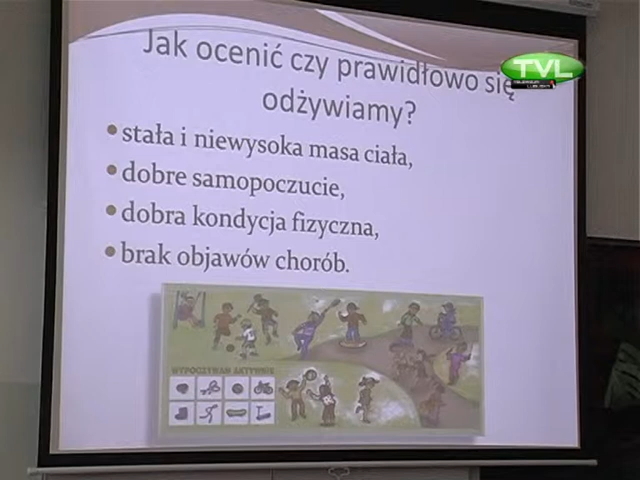 Jak ocenić czy prawidłowo się
odżywiamy?
stała i niewysoka masa ciała,
dobre samopoczucie,
dobra kondycja fizyczna,
brak objawów chorób.
WYPOCZYWAM AKTYWNIE
TVL